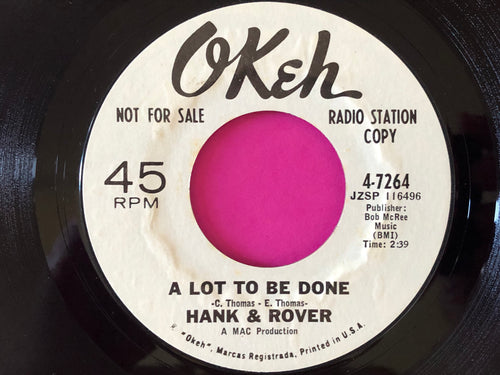 OKeh
NOT FOR SALE
RADIO STATION
COPY
45
RPM
4-7264
JZSP 116496
Publisher:
Bob McRee
Music
(BMI)
Time: 2:39
A LOT TO BE DONE
-C. Thomas - E. Thomas-
HANK & ROVER
A MAC Production
"Okeh", Marcas Registrada, Printed in U.S.A.